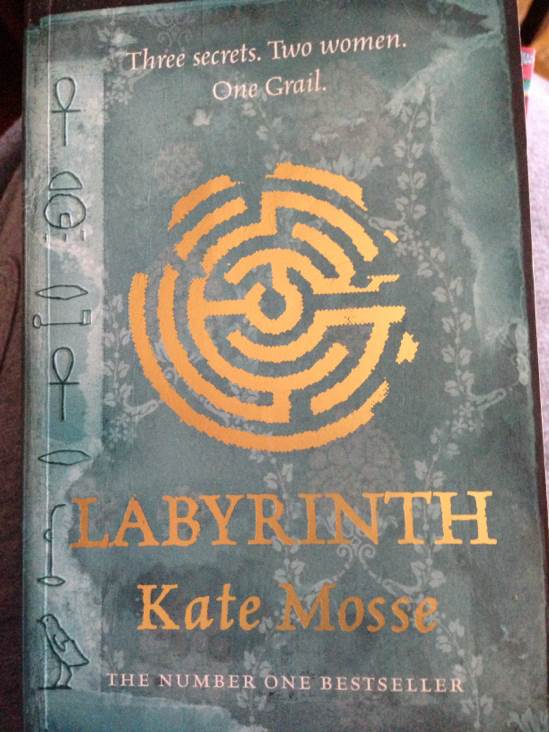 Three secrets. Two women.
One Grail.
LABYRINTH
Kate Mosse
THE NUMBER ONE BESTSELLER